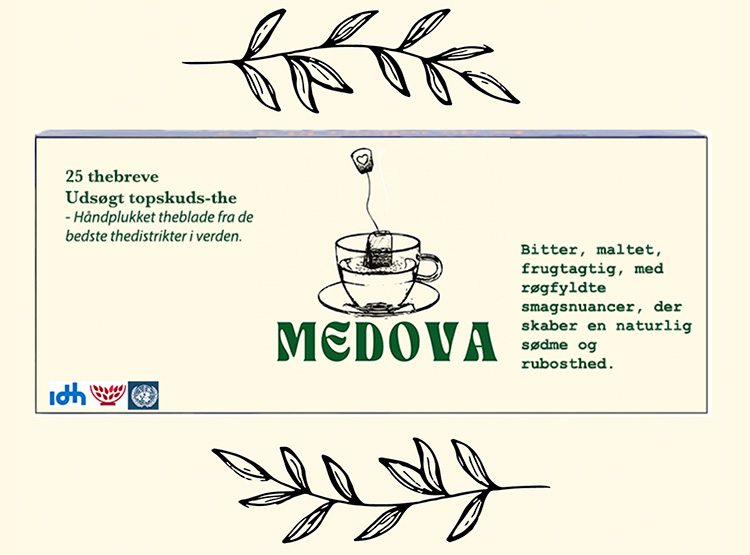 25 thebreve
Udsøgt topskuds-the
- Håndplukket theblade fra de
bedste thedistrikter i verden.
MEDOVA
Bitter, maltet,
frugtagtig, med
røgfyldte
smagsnuancer, der
skaber en naturlig
sødme og
rubosthed.
idh